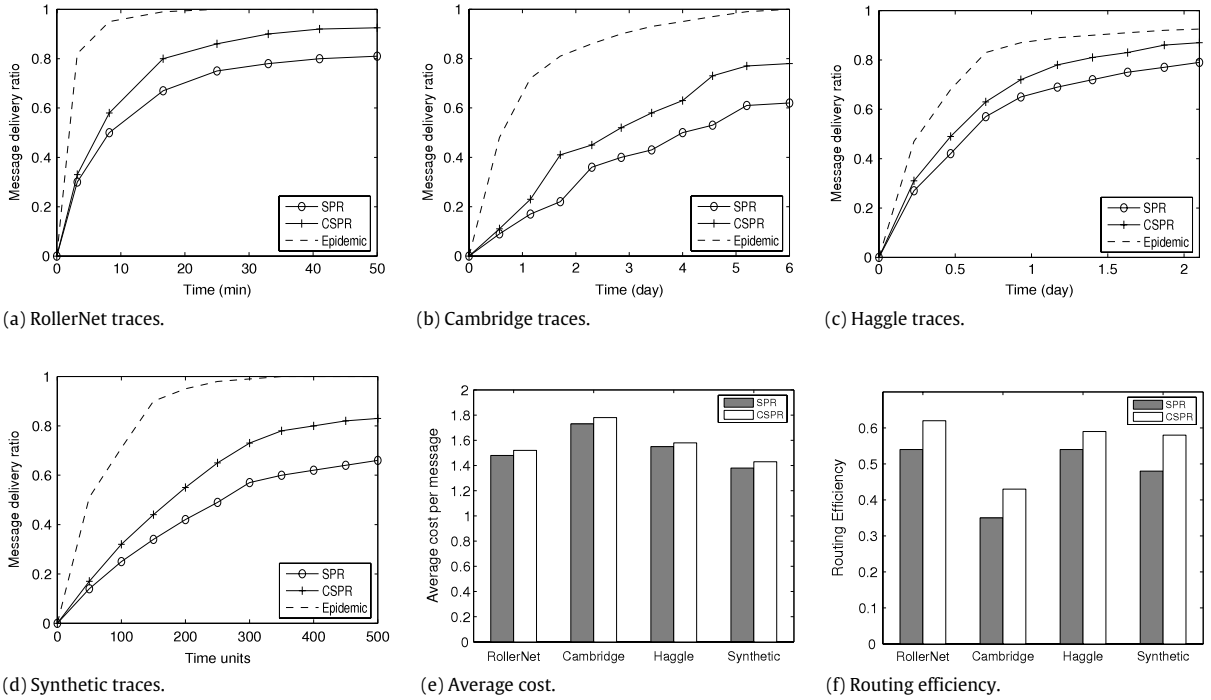 1
0.8
0.6
0.4
0.2
0
Message delivery ratio
SPR
CSPR
Epidemic
0 10 20 30 40 50
Time (min)
(a) RollerNet traces.
1
0.8
0.6
0.4
0.2
0
Message delivery ratio
SPR
CSPR
Epidemic
0 1 2 3 4 5 6
Time (day)
(b) Cambridge traces.
1
0.8
0.6
0.4
0.2
0
Message delivery ratio
SPR
CSPR
Epidemic
0 0.5 1 1.5 2
Time (day)
(c) Haggle traces.
1
0.8
0.6
0.4
0.2
0
Message delivery ratio
SPR
CSPR
Epidemic
0 100 200 300 400 500
Time units
(d) Synthetic traces.
2
1.8
1.6
1.4
1.2
1
0.8
0.6
0.4
0.2
0
Average cost per message
SPR
CSPR
RollerNet Cambridge Haggle Synthetic
(e) Average cost.
0.6
0.5
0.4
0.3
0.2
0.1
0
Routing Efficiency
SPR
CSPR
RollerNet Cambridge Haggle Synthetic
(f) Routing efficiency.